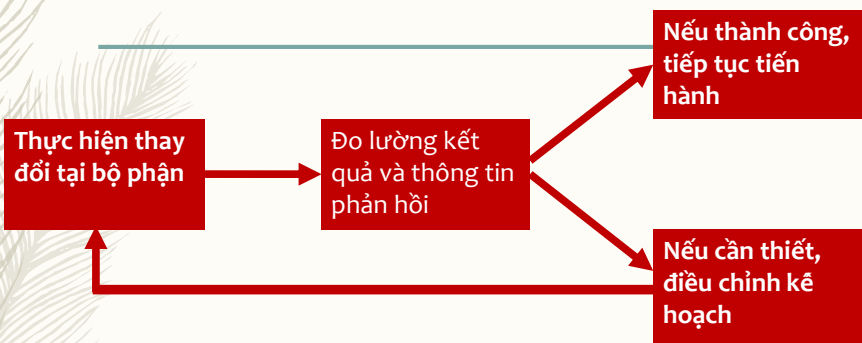 Nếu thành công,
tiếp tục tiến
hành
Thực hiện thay
đổi tại bộ phận
Đo lường kết
quả và thông tin
phản hồi
Nếu cần thiết,
điều chỉnh kế
hoạch